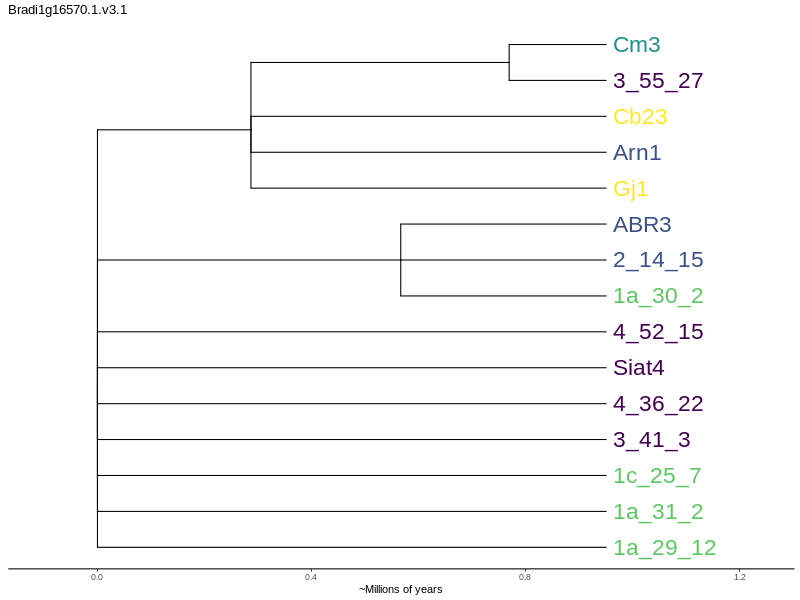 Bradi1g16570.1.v3.1
Cm3
3_55_27
Cb23
Arn1
Gj1
ABR3
2_14_15
1a_30_2
4_52_15
Siat4
4_36_22
3_41_3
1c_25_7
1a_31_2
1a_29_12
0.0 0.4 0.8 1.2
~Millions of years